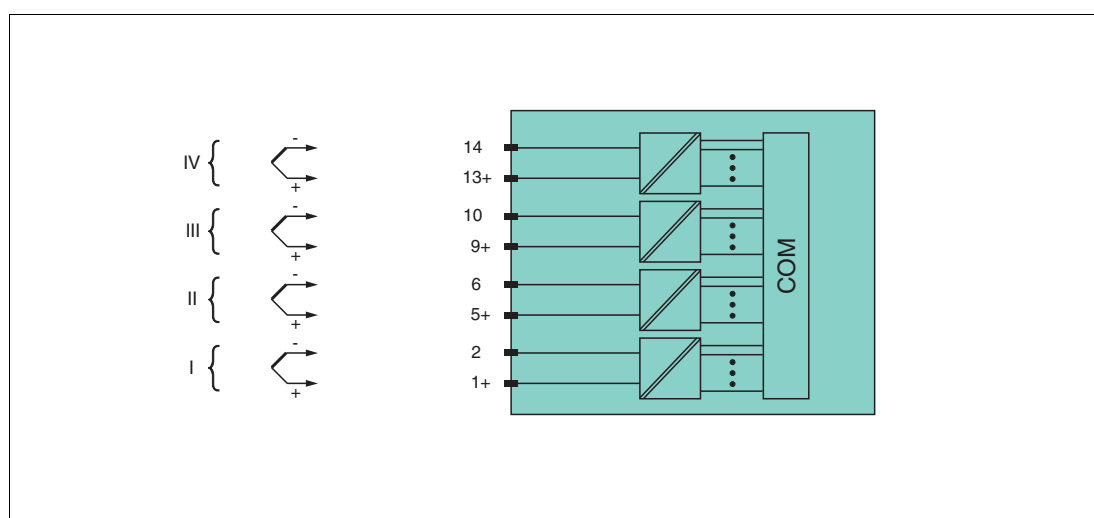 IV - + 14
13+
III - + 10
9+
II - + 6
5+
I - + 2
1+
COM